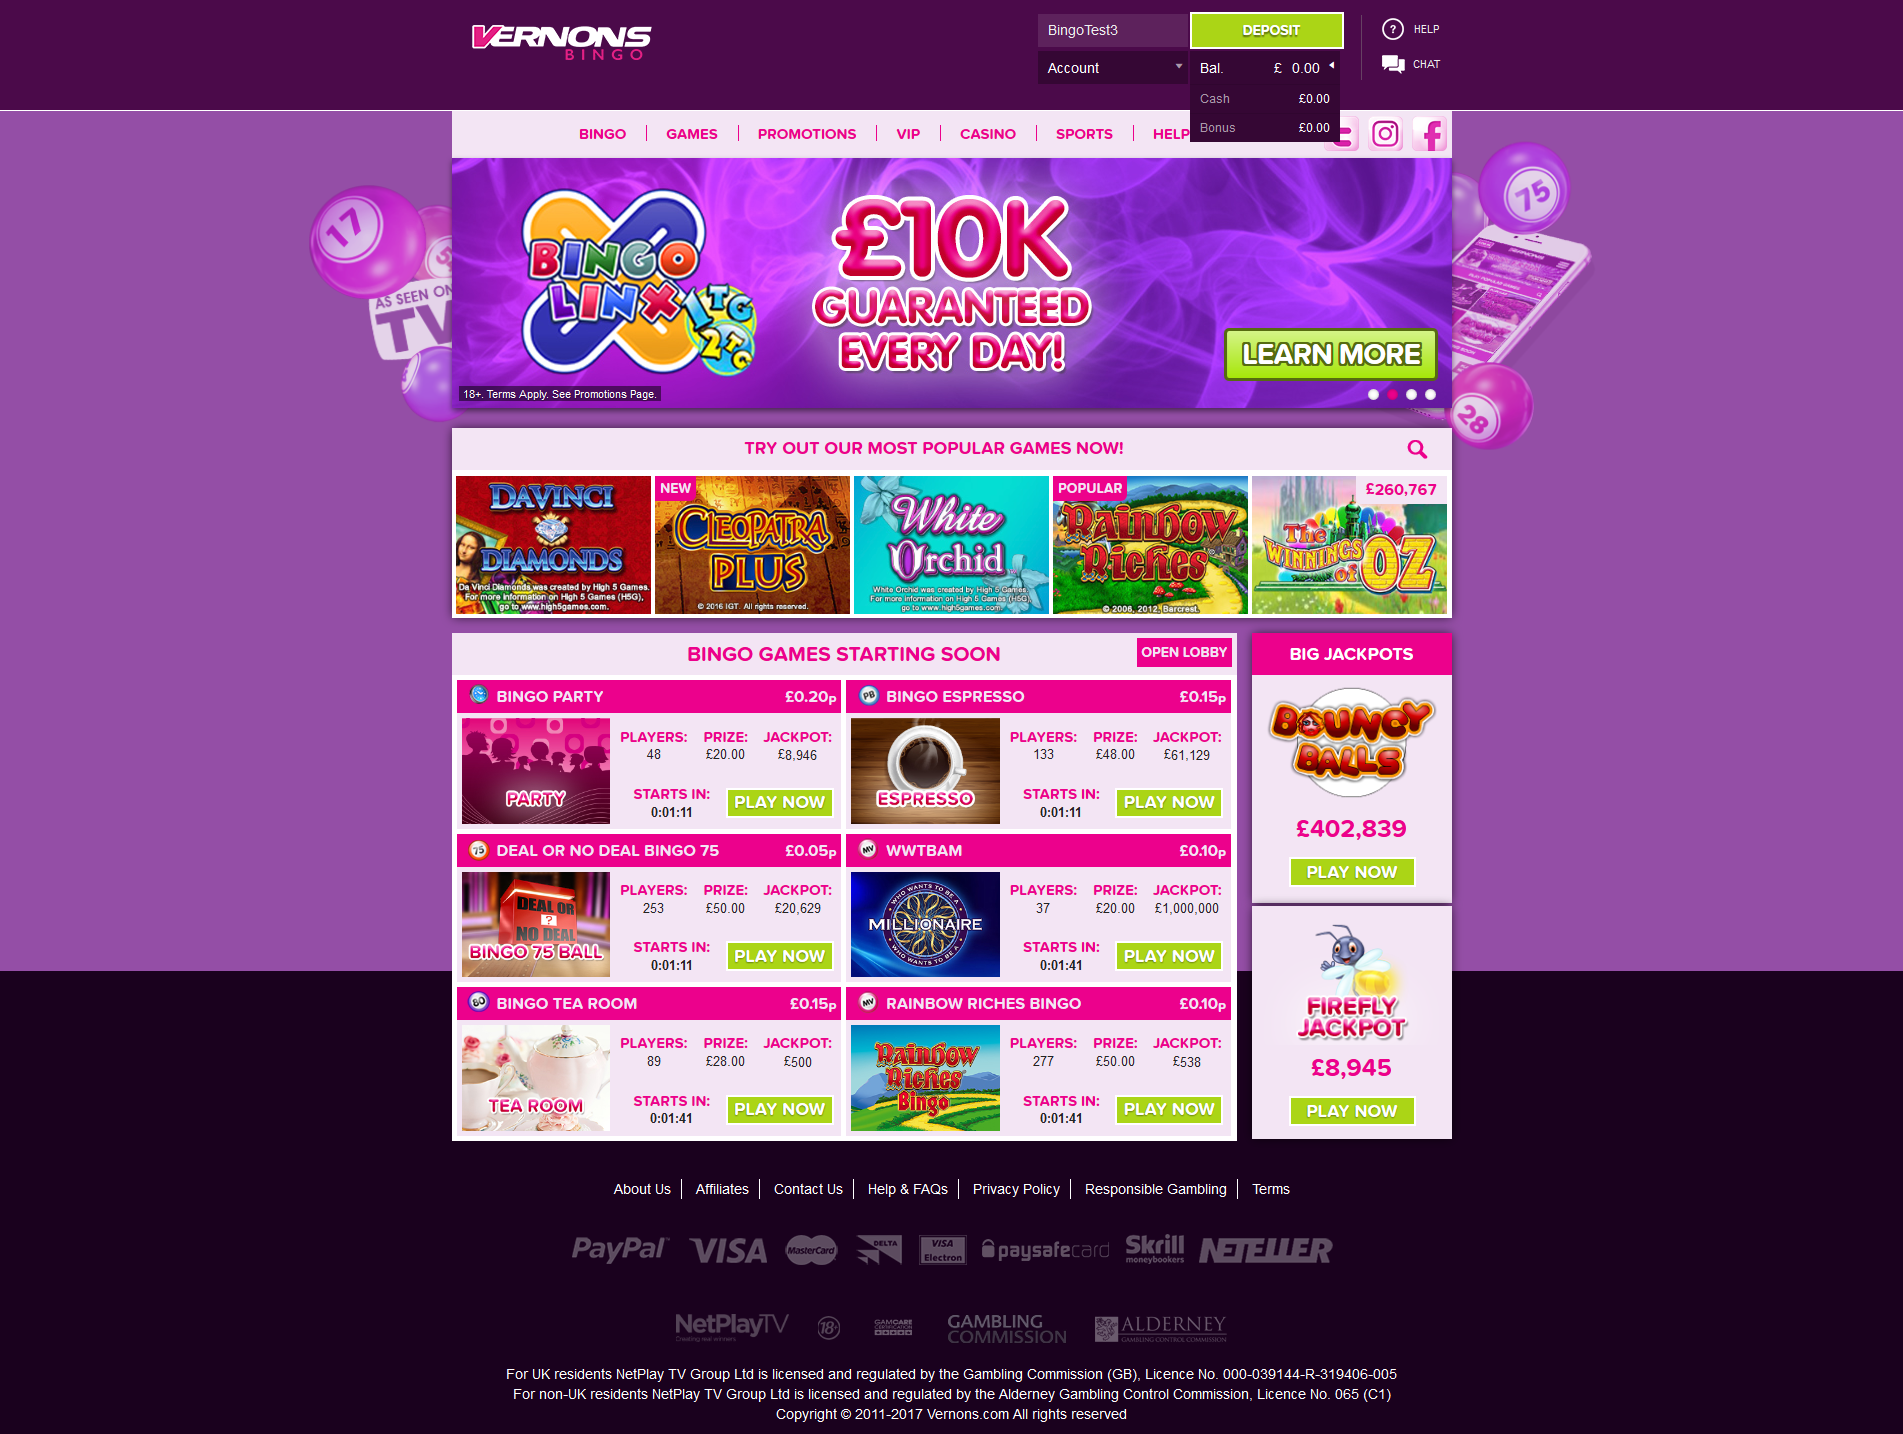 VERNONS
BINGO
BingoTest3
DEPOSIT
HELP
Account
Bal. £ 0.00
CHAT
Cash £0.00
Bonus £0.00
BINGO GAMES PROMOTIONS VIP CASINO SPORTS HELP
17
AS SEEN ON
TV
75
28
BINGO
LINX
1TG
2TG
£10K
GUARANTEED
EVERY DAY!
LEARN MORE
18+. Terms Apply. See Promotions Page.
TRY OUT OUR MOST POPULAR GAMES NOW!
DAVINCI
DIAMONDS
Da Vinci Diamonds was created by High 5 Games.
For more information on High 5 Games (H5G),
go to www.high5games.com.
NEW
CLEOPATRA
PLUS
© 2016 IGT. All rights reserved.
White
Orchid
White Orchid was created by High 5 Games.
For more information on High 5 Games (H5G),
go to www.high5games.com.
POPULAR
Rainbow
Riches
© 2008, 2012, Barcrest.
£260,767
The
WINNINGS
of OZ
BINGO GAMES STARTING SOON
OPEN LOBBY
BINGO PARTY £0.20p
PARTY
PLAYERS: PRIZE: JACKPOT:
48 £20.00 £8,946
STARTS IN:
0:01:11
PLAY NOW
PB BINGO ESPRESSO £0.15p
ESPRESSO
PLAYERS: PRIZE: JACKPOT:
133 £48.00 £61,129
STARTS IN:
0:01:11
PLAY NOW
75 DEAL OR NO DEAL BINGO 75 £0.05p
DEAL OR
?
NO DEAL
BINGO 75 BALL
PLAYERS: PRIZE: JACKPOT:
253 £50.00 £20,629
STARTS IN:
0:01:11
PLAY NOW
MV WWTBAM £0.10p
WHO WANTS TO BE A
MILLIONAIRE
WHO WANTS TO BE A
PLAYERS: PRIZE: JACKPOT:
37 £20.00 £1,000,000
STARTS IN:
0:01:41
PLAY NOW
80 BINGO TEA ROOM £0.15p
TEA ROOM
PLAYERS: PRIZE: JACKPOT:
89 £28.00 £500
STARTS IN:
0:01:41
PLAY NOW
MV RAINBOW RICHES BINGO £0.10p
Rainbow
Riches
Bingo
PLAYERS: PRIZE: JACKPOT:
277 £50.00 £538
STARTS IN:
0:01:41
PLAY NOW
BIG JACKPOTS
BOUNCY
BALLS
£402,839
PLAY NOW
FIREFLY
JACKPOT
£8,945
PLAY NOW
About Us Affiliates Contact Us Help & FAQs Privacy Policy Responsible Gambling Terms
PayPal VISA MasterCard DELTA VISA Electron paysafecard Skrill moneybookers NETELLER
NetPlayTV
Creating real winners
18+
GAMCARE
CERTIFICATION
GAMBLING
COMMISSION
ALDERNEY
GAMBLING CONTROL COMMISSION
For UK residents NetPlay TV Group Ltd is licensed and regulated by the Gambling Commission (GB), Licence No. 000-039144-R-319406-005
For non-UK residents NetPlay TV Group Ltd is licensed and regulated by the Alderney Gambling Control Commission, Licence No. 065 (C1)
Copyright © 2011-2017 Vernons.com All rights reserved